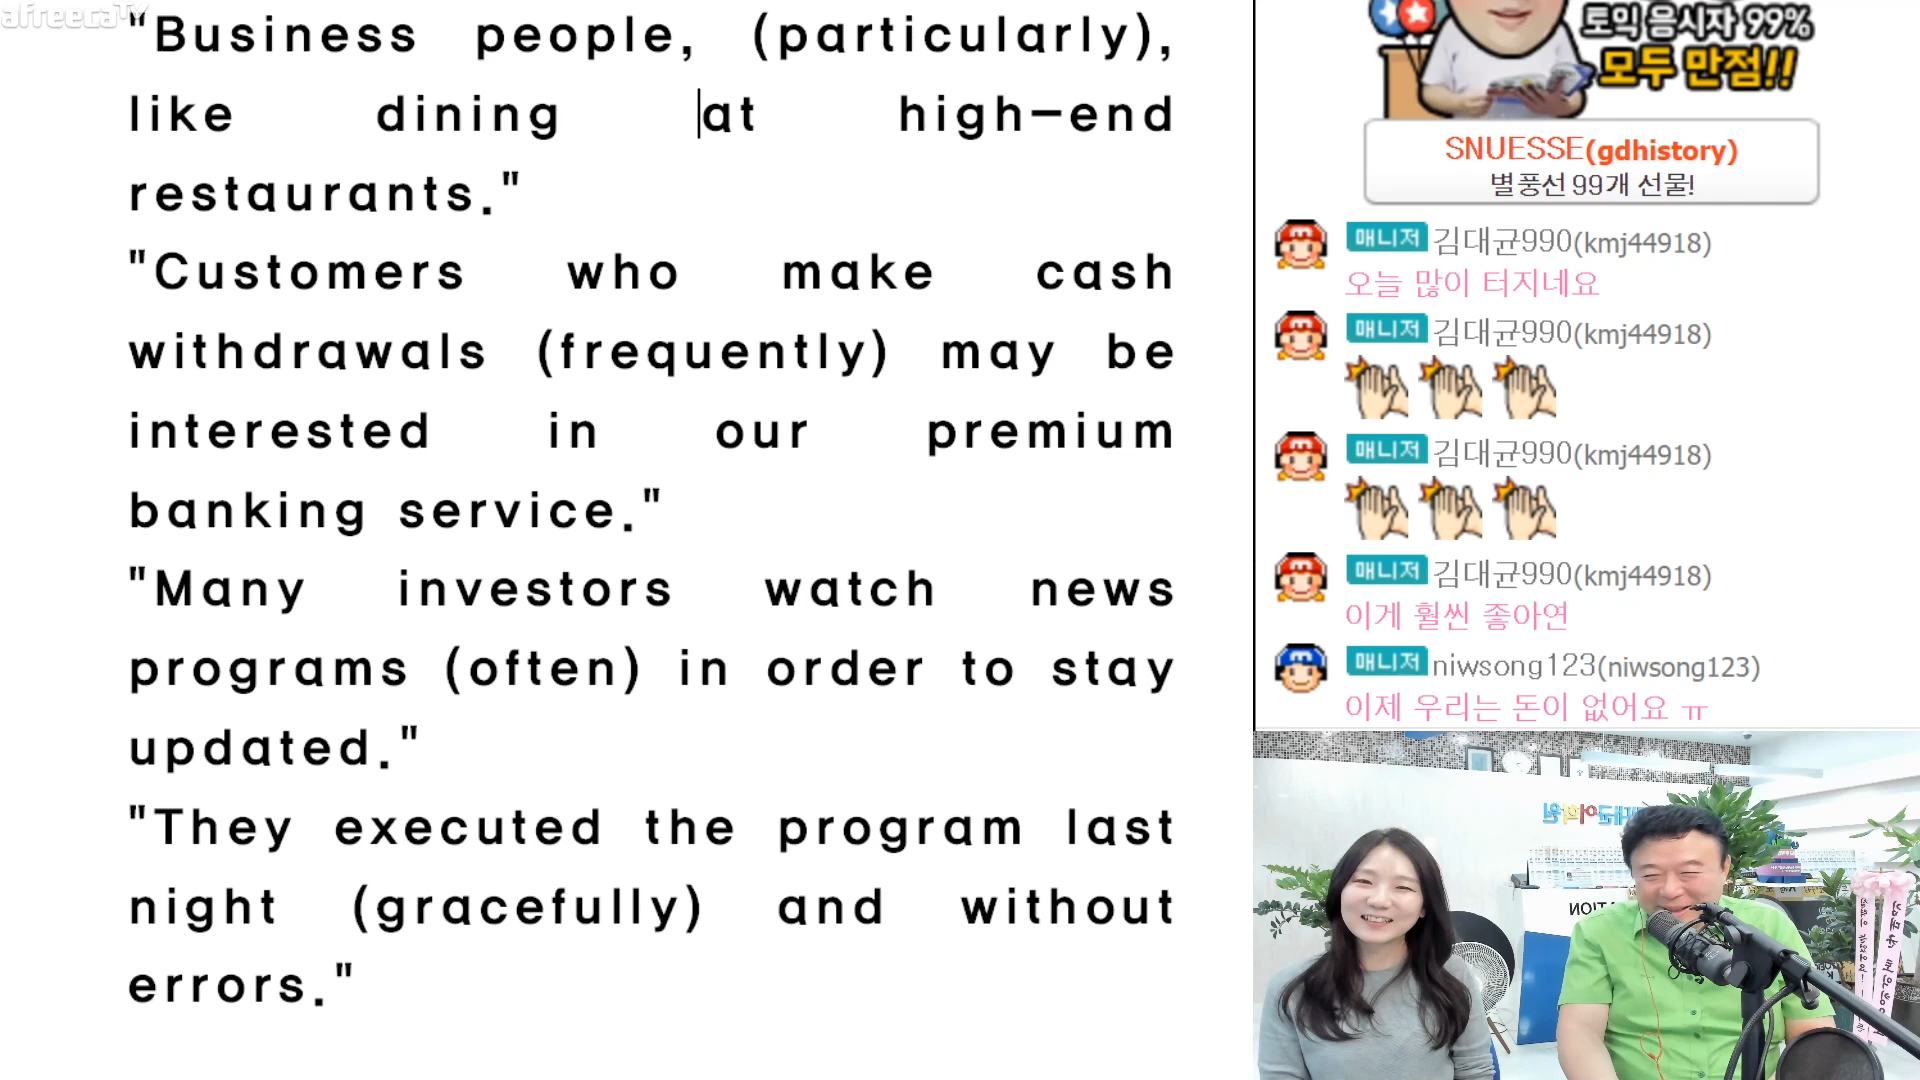 afreecaTV
"Business people, (particularly),
like dining at high-end
restaurants."
"Customers who make cash
withdrawals (frequently) may be
interested in our premium
banking service."
"Many investors watch news
programs (often) in order to stay
updated."
"They executed the program last
night (gracefully) and without
errors."
토익 응시자 99%
모두 만점!!
SNUESSE(gdhistory)
별풍선 99개 선물!
매니저 김대균990(kmj44918)
오늘 많이 터지네요
매니저 김대균990(kmj44918)
매니저 김대균990(kmj44918)
매니저 김대균990(kmj44918)
이게 훨씬 좋아연
매니저 niwsong123(niwsong123)
이제 우리는 돈이 없어요 ㅠ
대균어학원